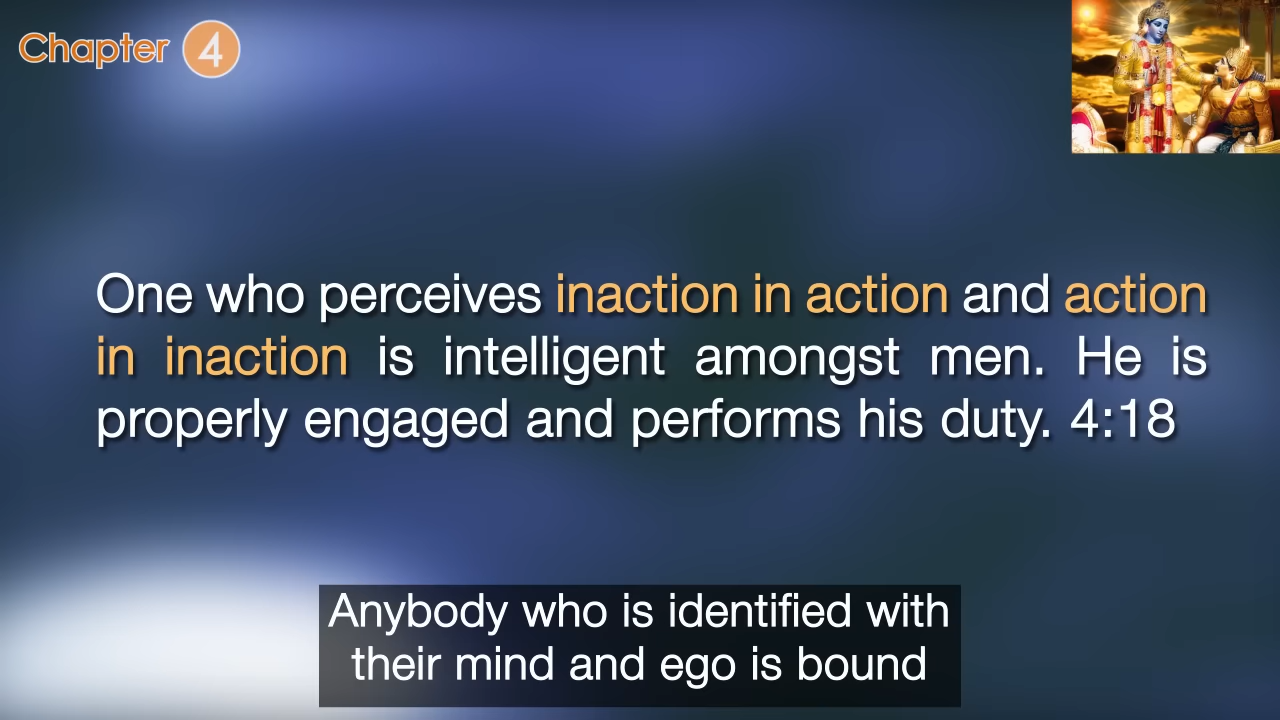 Chapter 4
One who perceives inaction in action and action
in inaction is intelligent amongst men. He is
properly engaged and performs his duty. 4:18
Anybody who is identified with
their mind and ego is bound